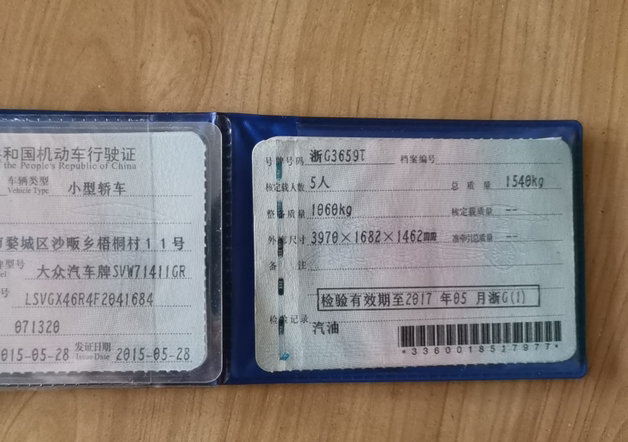 和国机动车行驶证
the People's Republic of China
车辆类型
Vehicle Type
小型轿车
婺城区沙畈乡梧桐村11号
牌型号
大众汽车牌SVW71411GR
号
LSVGX46R4F2041684
071320
发证日期
Issue Date
015-05-28
2015-05-28
号牌号码
浙G3659T
档案编号
核定载人数
5人
总质量
1540kg
整备质量
1060kg
核定载质量
--
外廓尺寸
3970×1682×1462mm
准牵引总质量
--
备注
检验有效期至2017年05月浙G(1)
检验记录
汽油
*3360018517977*